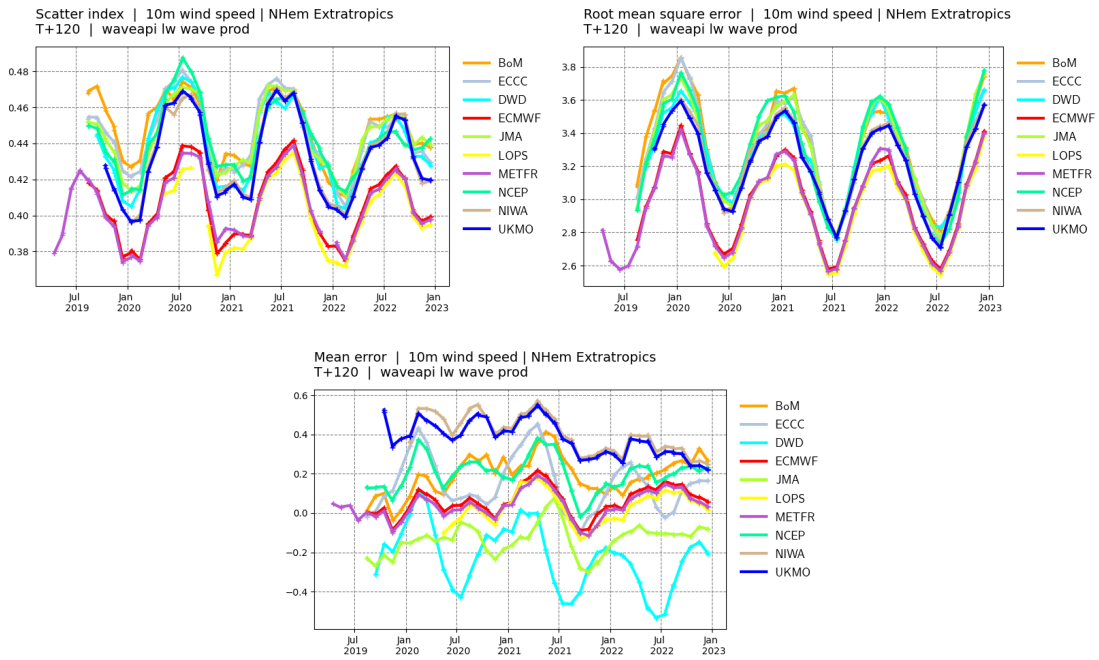 Scatter index | 10m wind speed | NHem Extratropics
T+120 | waveapi lw wave prod
0.48
0.46
0.44
0.42
0.40
0.38
Jul 2019
Jan 2020
Jul 2020
Jan 2021
Jul 2021
Jan 2022
Jul 2022
Jan 2023
BoM
ECCC
DWD
ECMWF
JMA
LOPS
METFR
NCEP
NIWA
UKMO
Root mean square error | 10m wind speed | NHem Extratropics
T+120 | waveapi lw wave prod
3.8
3.6
3.4
3.2
3.0
2.8
2.6
Jul 2019
Jan 2020
Jul 2020
Jan 2021
Jul 2021
Jan 2022
Jul 2022
Jan 2023
BoM
ECCC
DWD
ECMWF
JMA
LOPS
METFR
NCEP
NIWA
UKMO
Mean error | 10m wind speed | NHem Extratropics
T+120 | waveapi lw wave prod
0.6
0.4
0.2
0.0
−0.2
−0.4
Jul 2019
Jan 2020
Jul 2020
Jan 2021
Jul 2021
Jan 2022
Jul 2022
Jan 2023
BoM
ECCC
DWD
ECMWF
JMA
LOPS
METFR
NCEP
NIWA
UKMO